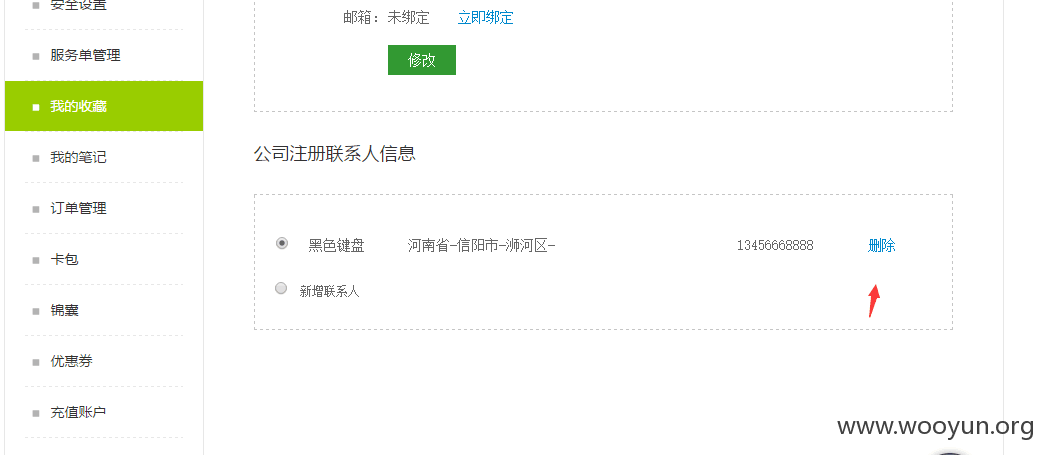 安全设置
服务单管理
我的收藏
我的笔记
订单管理
卡包
锦囊
优惠券
充值账户
邮箱：未绑定 立即绑定
修改
公司注册联系人信息
黑色键盘 河南省-信阳市-浉河区- 13456668888 删除
新增联系人
www.wooyun.org